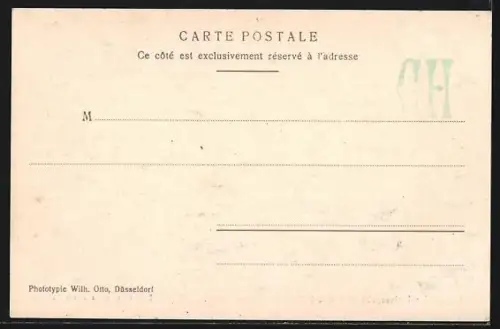 CARTE POSTALE
Ce côté est exclusivement réservé à l'adresse
M
Phototypie Wilh. Otto, Düsseldorf